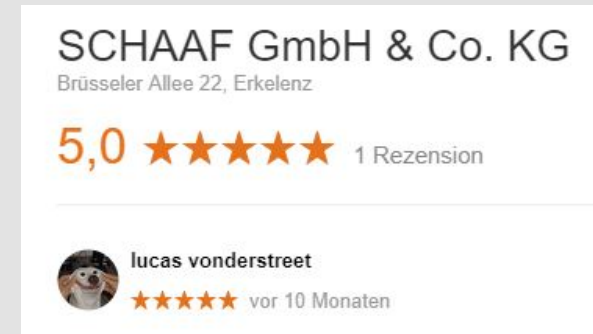 SCHAAF GmbH & Co. KG
Brüsseler Allee 22, Erkelenz
5,0 ★★★★★ 1 Rezension
lucas vonderstreet
★★★★★ vor 10 Monaten